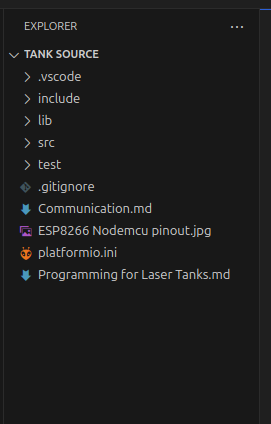 EXPLORER
TANK SOURCE
.vscode
include
lib
src
test
.gitignore
Communication.md
ESP8266 Nodemcu pinout.jpg
platformio.ini
Programming for Laser Tanks.md